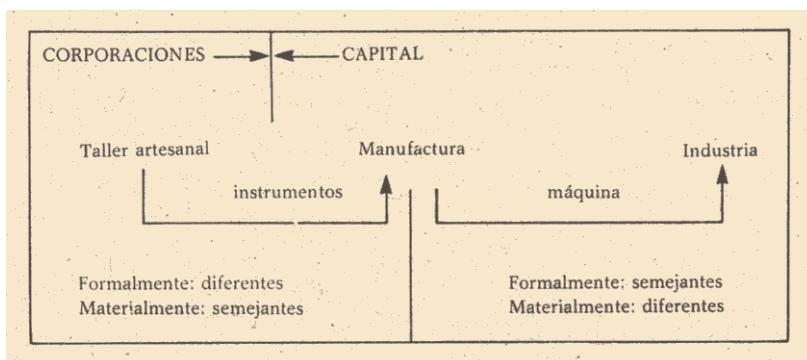 CORPORACIONES CAPITAL
Taller artesanal Manufactura Industria
instrumentos máquina
Formalmente: diferentes Formalmente: semejantes
Materialmente: semejantes Materialmente: diferentes